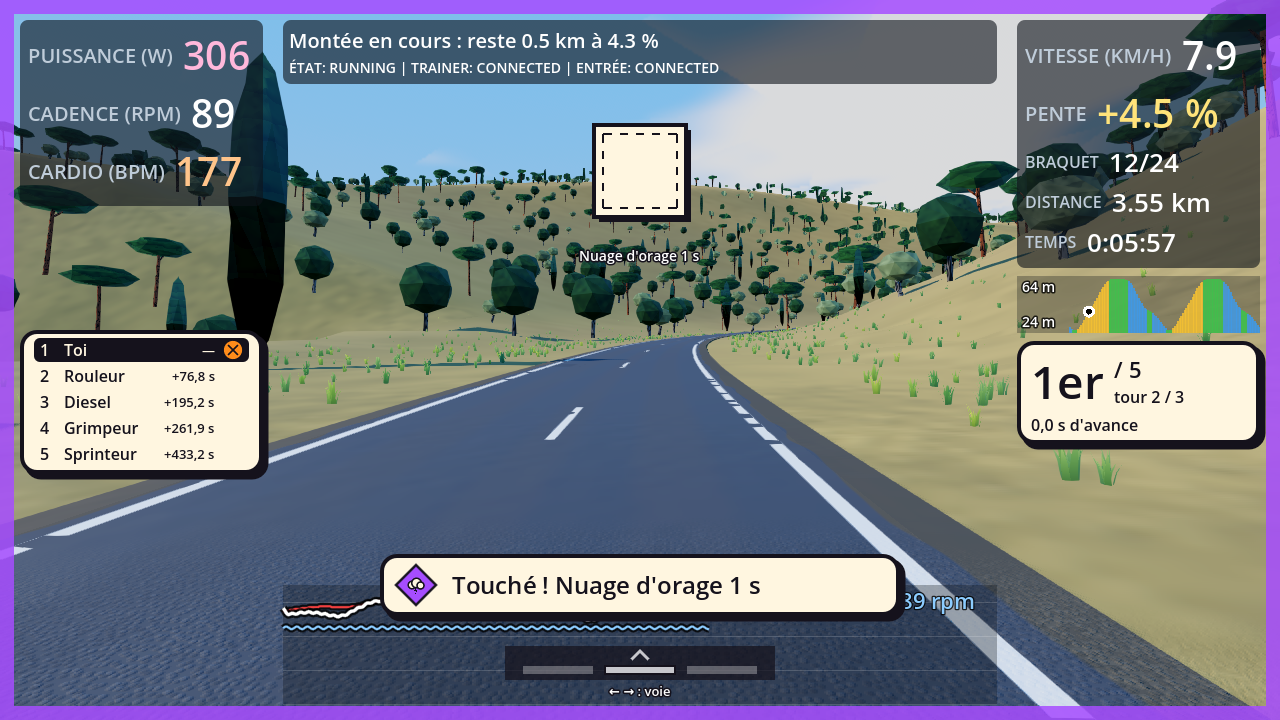 PUISSANCE (W) 306
CADENCE (RPM) 89
CARDIO (BPM) 177
Montée en cours : reste 0.5 km à 4.3 %
ÉTAT: RUNNING | TRAINER: CONNECTED | ENTRÉE: CONNECTED
VITESSE (KM/H) 7.9
PENTE +4.5 %
BRAQUET 12/24
DISTANCE 3.55 km
TEMPS 0:05:57
64 m
24 m
Nuage d'orage 1 s
1 Toi —
2 Rouleur +76,8 s
3 Diesel +195,2 s
4 Grimpeur +261,9 s
5 Sprinteur +433,2 s
1er / 5
tour 2 / 3
0,0 s d'avance
Touché ! Nuage d'orage 1 s
89 rpm
← → : voie